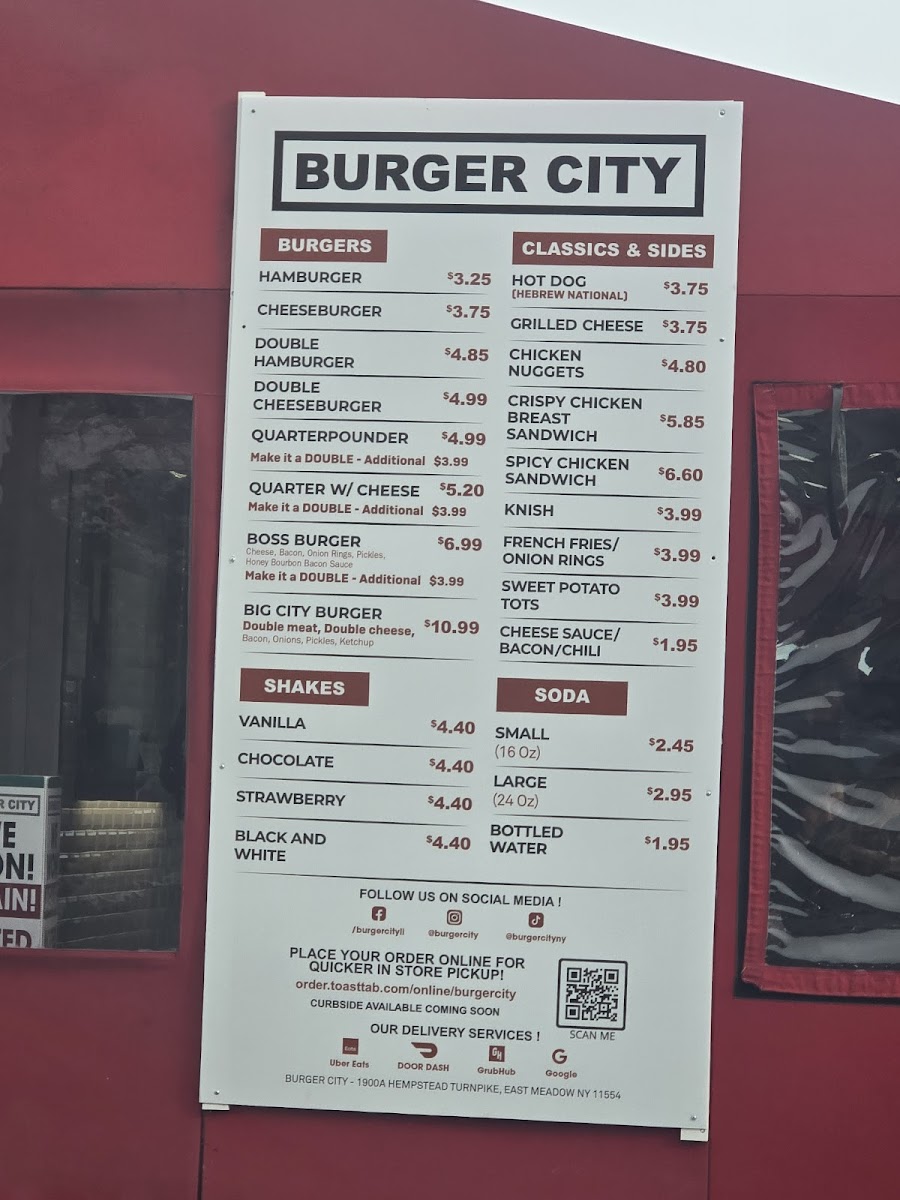 BURGER CITY
BURGERS
HAMBURGER $3.25
CHEESEBURGER $3.75
DOUBLE
HAMBURGER $4.85
DOUBLE
CHEESEBURGER $4.99
QUARTERPOUNDER $4.99
Make it a DOUBLE - Additional $3.99
QUARTER W/ CHEESE $5.20
Make it a DOUBLE - Additional $3.99
BOSS BURGER $6.99
Cheese, Bacon, Onion Rings, Pickles,
Honey Bourbon Bacon Sauce
Make it a DOUBLE - Additional $3.99
BIG CITY BURGER
Double meat, Double cheese, $10.99
Bacon, Onions, Pickles, Ketchup
CLASSICS & SIDES
HOT DOG
(HEBREW NATIONAL) $3.75
GRILLED CHEESE $3.75
CHICKEN
NUGGETS $4.80
CRISPY CHICKEN
BREAST
SANDWICH $5.85
SPICY CHICKEN
SANDWICH $6.60
KNISH $3.99
FRENCH FRIES/
ONION RINGS $3.99
SWEET POTATO
TOTS $3.99
CHEESE SAUCE/
BACON/CHILI $1.95
SHAKES
VANILLA $4.40
CHOCOLATE $4.40
STRAWBERRY $4.40
BLACK AND
WHITE $4.40
SODA
SMALL
(16 Oz) $2.45
LARGE
(24 Oz) $2.95
BOTTLED
WATER $1.95
FOLLOW US ON SOCIAL MEDIA !
/burgercityli @burgercity @burgercityny
PLACE YOUR ORDER ONLINE FOR
QUICKER IN STORE PICKUP!
order.toasttab.com/online/burgercity
CURBSIDE AVAILABLE COMING SOON
SCAN ME
OUR DELIVERY SERVICES !
Uber Eats DOOR DASH GrubHub Google
BURGER CITY - 1900A HEMPSTEAD TURNPIKE, EAST MEADOW NY 11554
R CITY
E
ON!
AIN!
TED